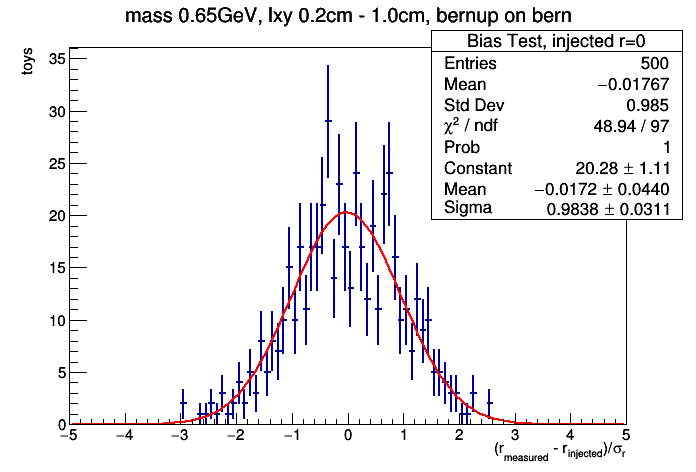 mass 0.65GeV, lxy 0.2cm - 1.0cm, bernup on bern
Bias Test, injected r=0
Entries 500
Mean −0.01767
Std Dev 0.985
χ² / ndf 48.94 / 97
Prob 1
Constant 20.28 ± 1.11
Mean −0.0172 ± 0.0440
Sigma 0.9838 ± 0.0311
toys
35
30
25
20
15
10
5
0
−5 −4 −3 −2 −1 0 1 2 3 4 5
(r_measured - r_injected)/σ_r